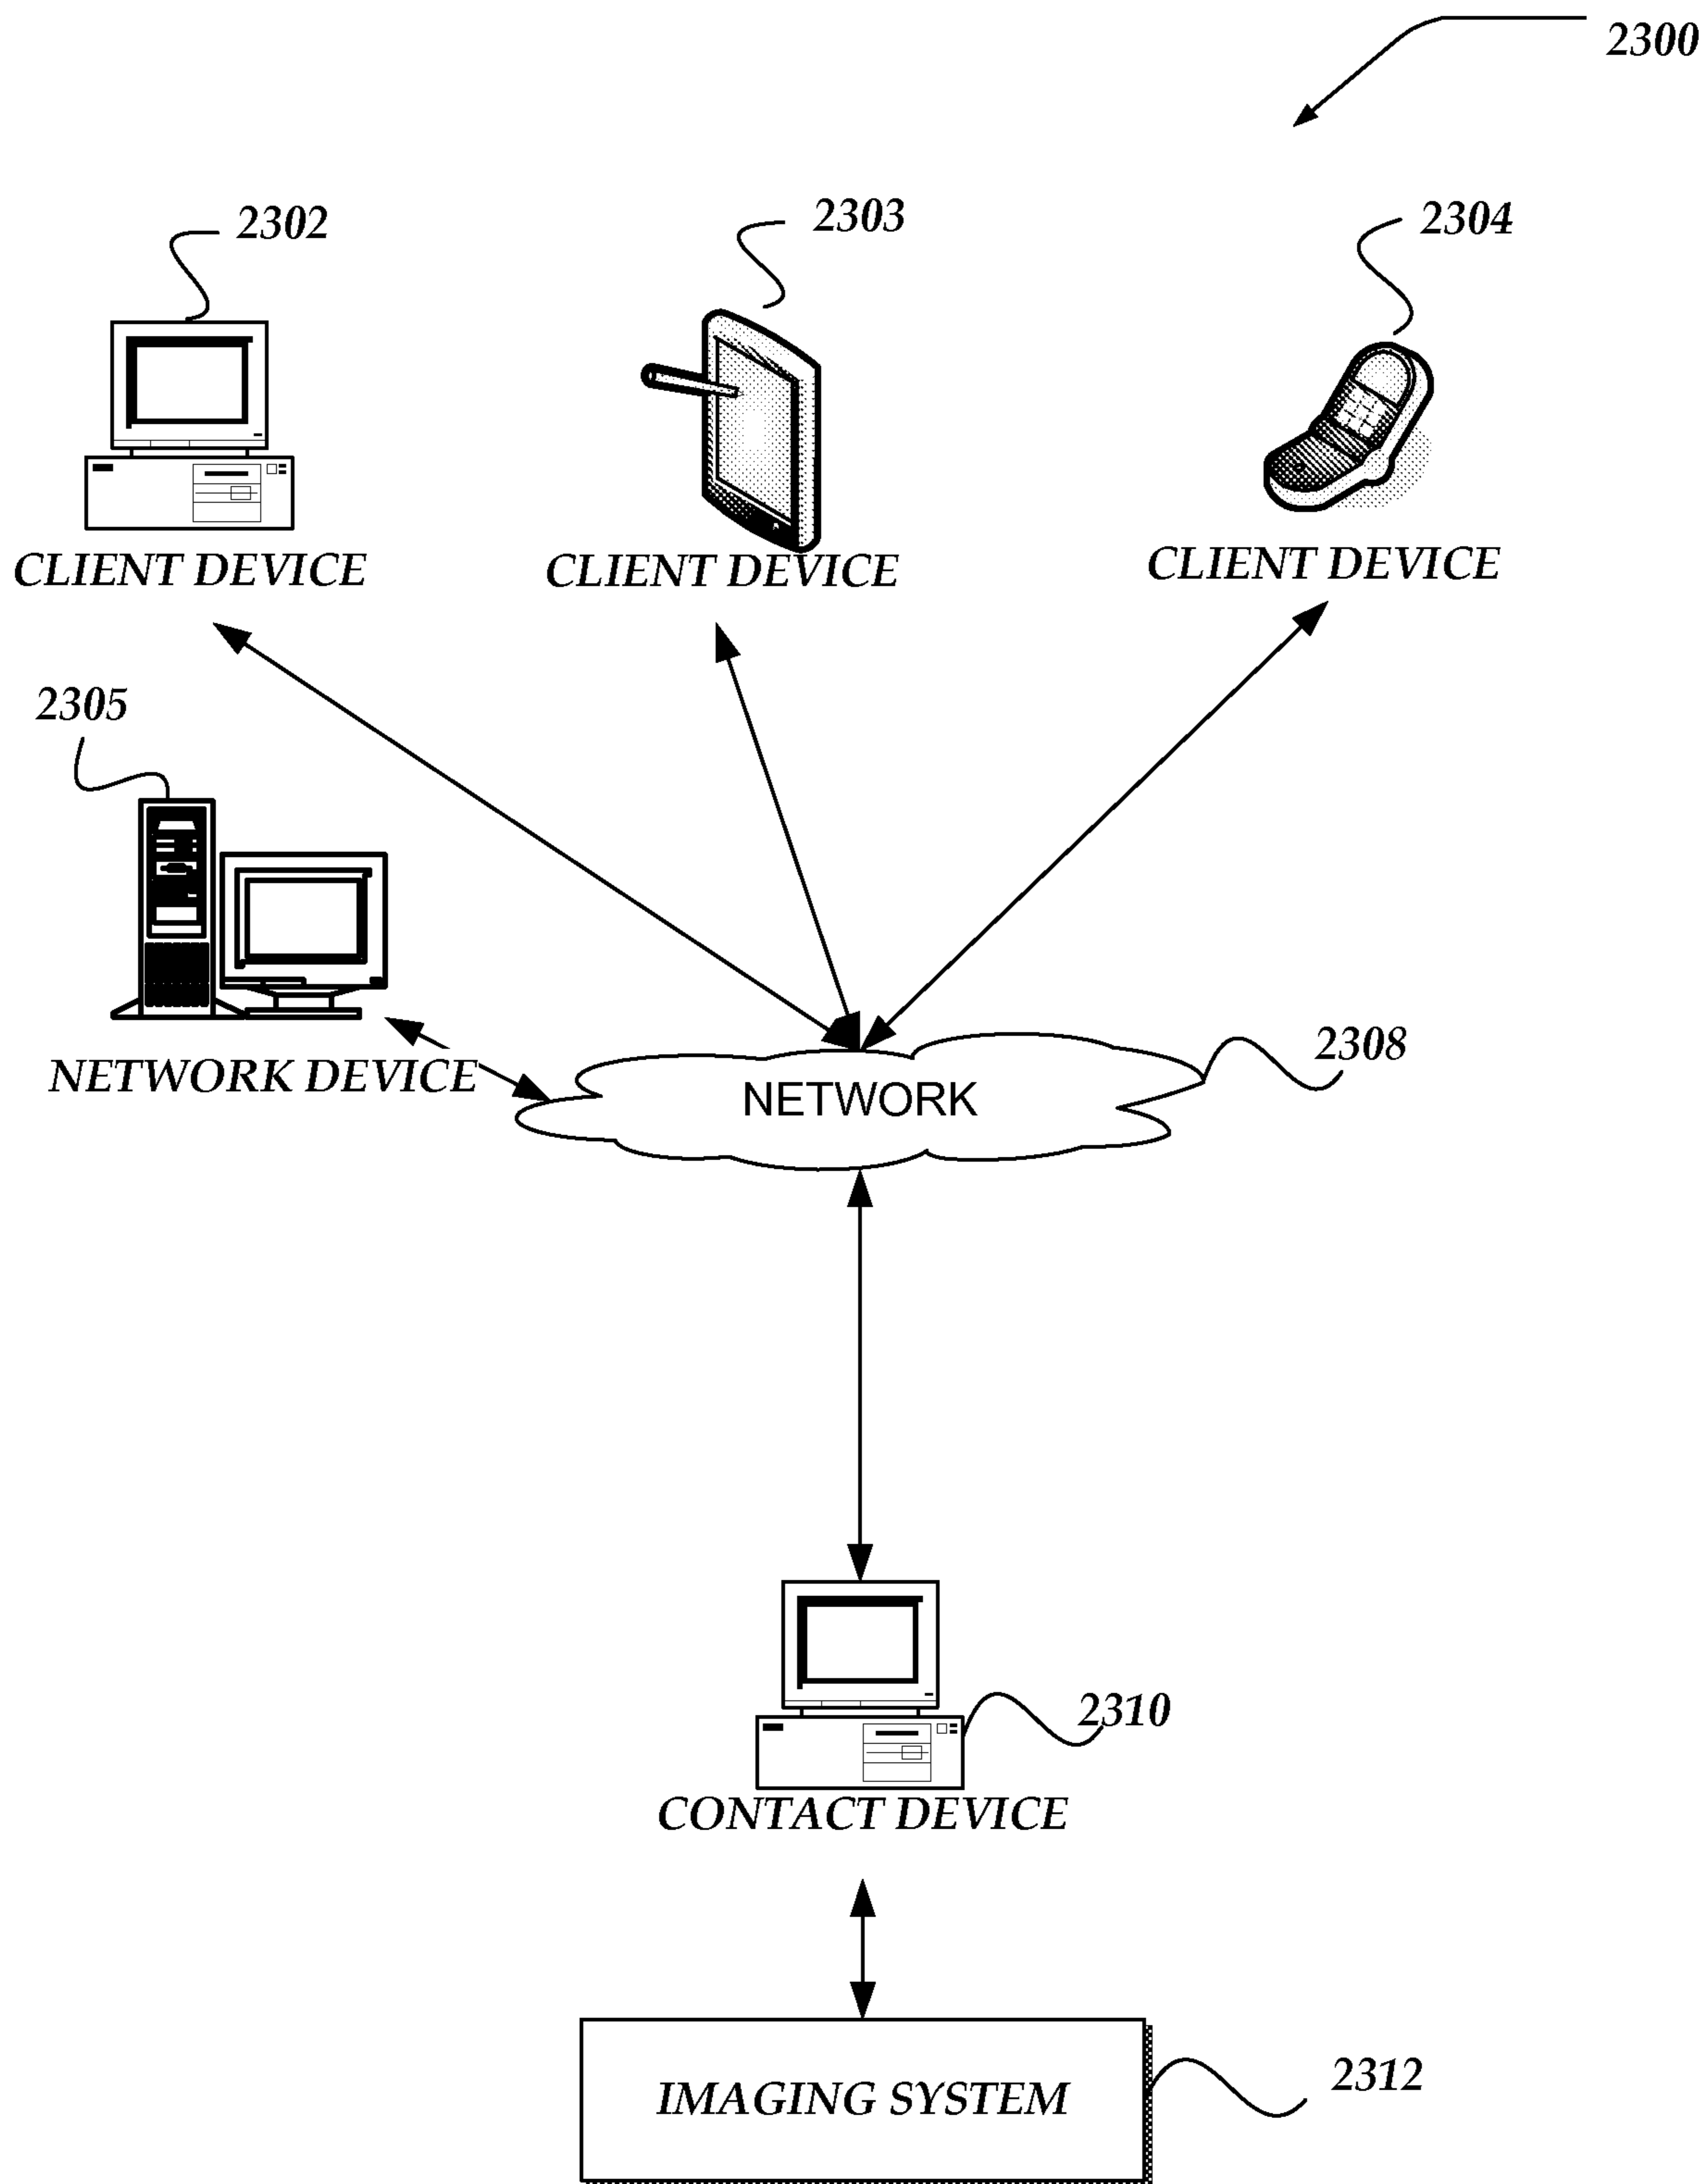 2300
2302
2303
2304
CLIENT DEVICE
CLIENT DEVICE
CLIENT DEVICE
2305
NETWORK DEVICE
NETWORK
2308
2310
CONTACT DEVICE
IMAGING SYSTEM
2312